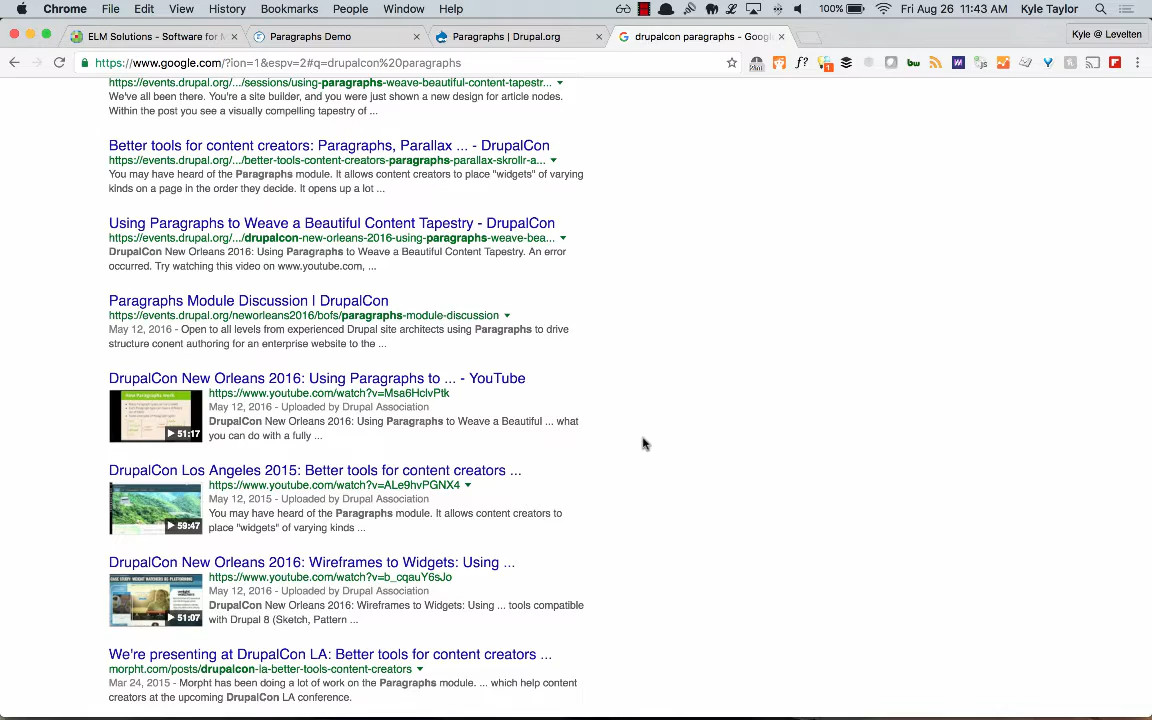 Chrome File Edit View History Bookmarks People Window Help 100% Fri Aug 26 11:43 AM Kyle Taylor
ELM Solutions - Software for M × Paragraphs Demo × Paragraphs | Drupal.org × drupalcon paragraphs - Googl × Kyle @ Levelten
https://www.google.com/?ion=1&espv=2#q=drupalcon%20paragraphs
https://events.drupal.org/.../sessions/using-paragraphs-weave-beautiful-content-tapestr...
We've all been there. You're a site builder, and you were just shown a new design for article nodes.
Within the post you see a visually compelling tapestry of ...
Better tools for content creators: Paragraphs, Parallax ... - DrupalCon
https://events.drupal.org/.../better-tools-content-creators-paragraphs-parallax-skrollr-a...
You may have heard of the Paragraphs module. It allows content creators to place "widgets" of varying
kinds on a page in the order they decide. It opens up a lot ...
Using Paragraphs to Weave a Beautiful Content Tapestry - DrupalCon
https://events.drupal.org/.../drupalcon-new-orleans-2016-using-paragraphs-weave-bea...
DrupalCon New Orleans 2016: Using Paragraphs to Weave a Beautiful Content Tapestry. An error
occurred. Try watching this video on www.youtube.com, ...
Paragraphs Module Discussion | DrupalCon
https://events.drupal.org/neworleans2016/bofs/paragraphs-module-discussion
May 12, 2016 - Open to all levels from experienced Drupal site architects using Paragraphs to drive
structure conent authoring for an enterprise website to the ...
DrupalCon New Orleans 2016: Using Paragraphs to ... - YouTube
https://www.youtube.com/watch?v=Msa6HclvPtk
May 12, 2016 - Uploaded by Drupal Association
DrupalCon New Orleans 2016: Using Paragraphs to Weave a Beautiful ... what
you can do with a fully ...
51:17
DrupalCon Los Angeles 2015: Better tools for content creators ...
https://www.youtube.com/watch?v=ALe9hvPGNX4
May 12, 2015 - Uploaded by Drupal Association
You may have heard of the Paragraphs module. It allows content creators to
place "widgets" of varying kinds ...
59:47
DrupalCon New Orleans 2016: Wireframes to Widgets: Using ...
https://www.youtube.com/watch?v=b_cqauY6sJo
May 12, 2016 - Uploaded by Drupal Association
DrupalCon New Orleans 2016: Wireframes to Widgets: Using ... tools compatible
with Drupal 8 (Sketch, Pattern ...
51:07
We're presenting at DrupalCon LA: Better tools for content creators ...
morpht.com/posts/drupalcon-la-better-tools-content-creators
Mar 24, 2015 - Morpht has been doing a lot of work on the Paragraphs module. ... which help content
creators at the upcoming DrupalCon LA conference.